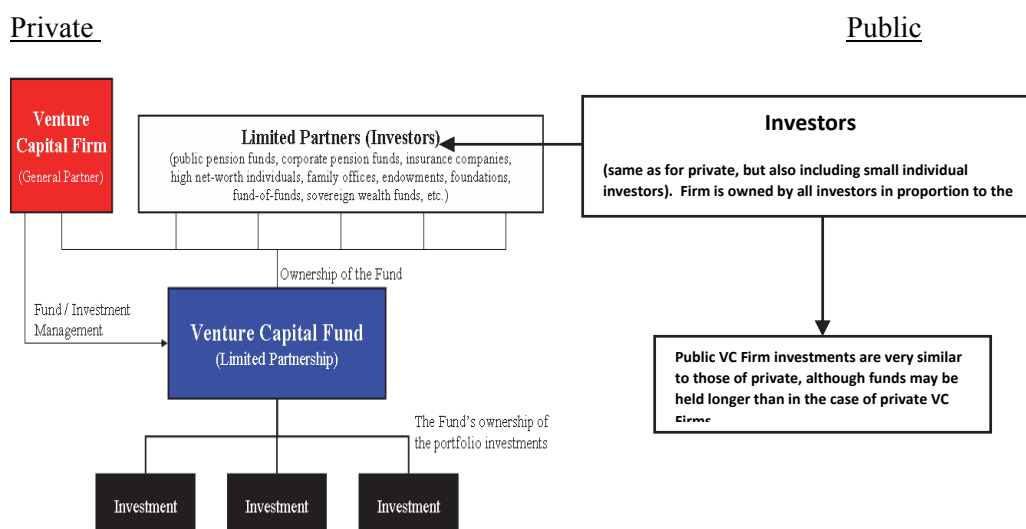 Private
Public
Venture
Capital Firm
(General Partner)
Limited Partners (Investors)
(public pension funds, corporate pension funds, insurance companies,
high net-worth individuals, family offices, endowments, foundations,
fund-of-funds, sovereign wealth funds, etc.)
Investors
(same as for private, but also including small individual
investors). Firm is owned by all investors in proportion to the
Ownership of the Fund
Fund / Investment
Management
Venture Capital Fund
(Limited Partnership)
Public VC Firm investments are very similar
to those of private, although funds may be
held longer than in the case of private VC
Firms
The Fund's ownership of
the portfolio investments
Investment
Investment
Investment